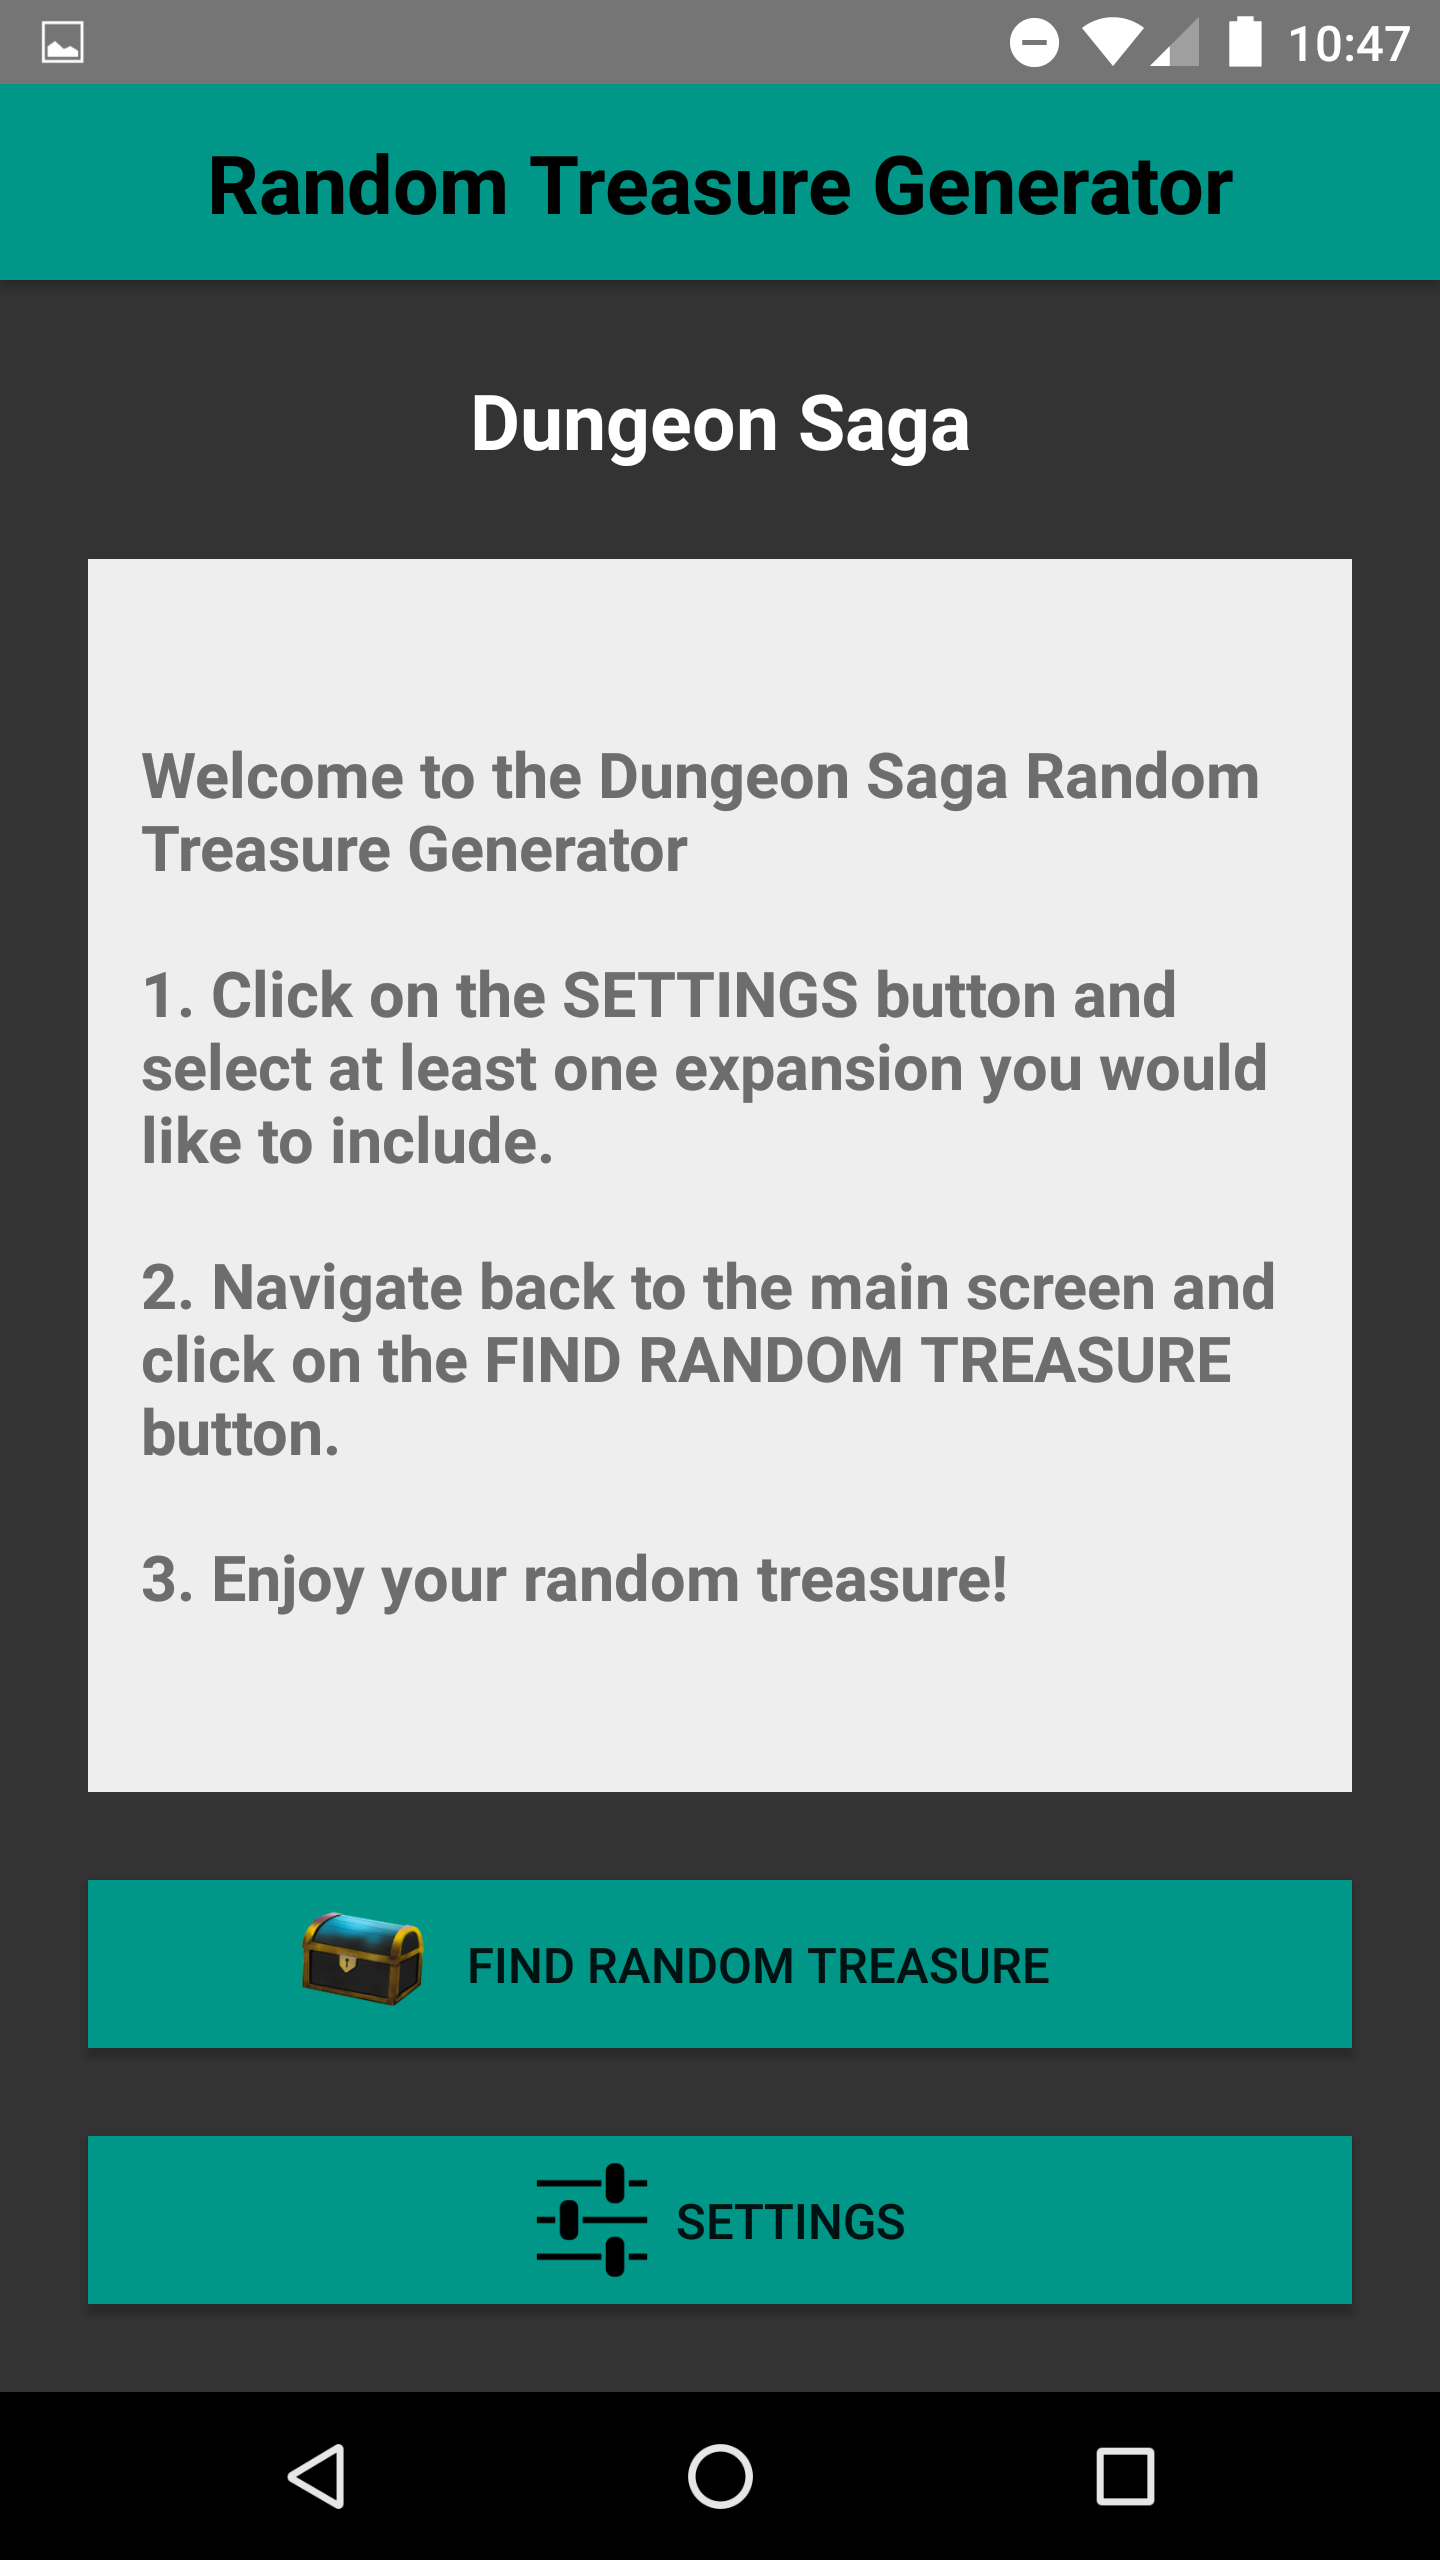 10:47
Random Treasure Generator
Dungeon Saga
Welcome to the Dungeon Saga Random
Treasure Generator
1. Click on the SETTINGS button and
select at least one expansion you would
like to include.
2. Navigate back to the main screen and
click on the FIND RANDOM TREASURE
button.
3. Enjoy your random treasure!
FIND RANDOM TREASURE
SETTINGS